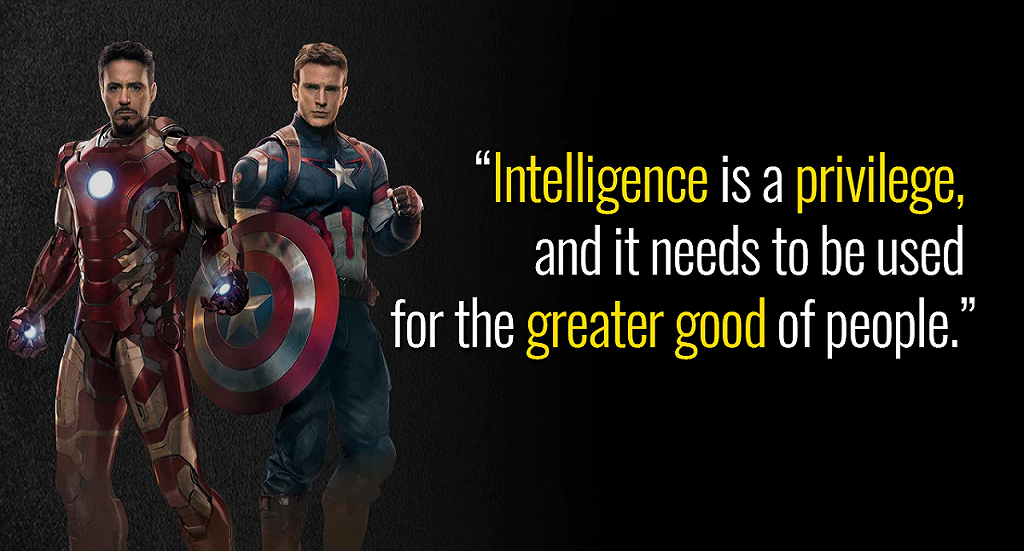 “Intelligence is a privilege,
and it needs to be used
for the greater good of people.”